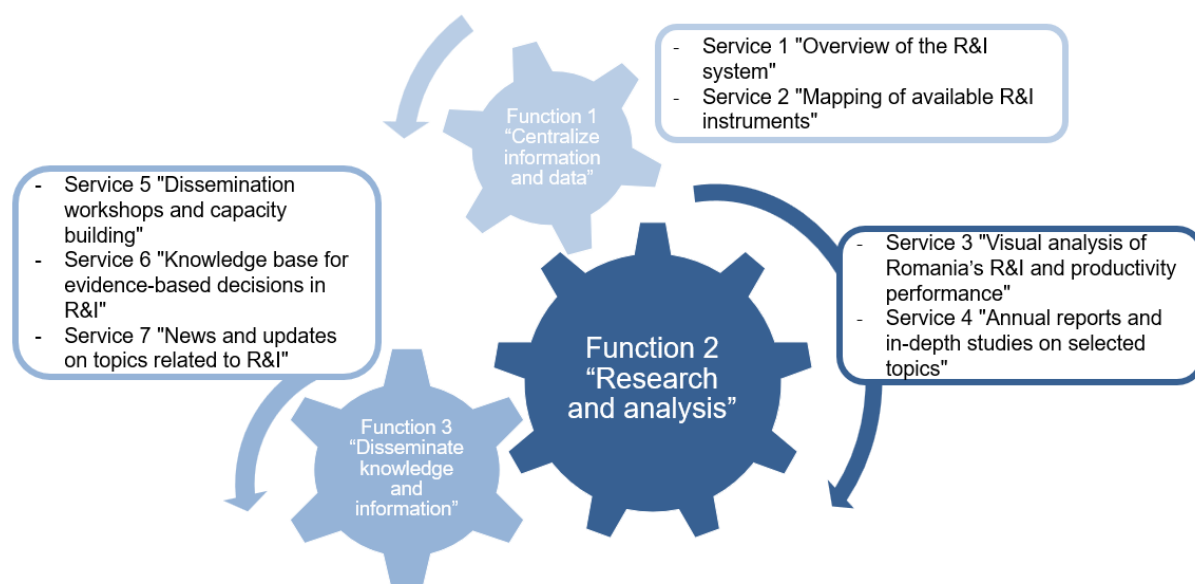 Function 1
“Centralize
information
and data”
- Service 1 "Overview of the R&I
system"
- Service 2 "Mapping of available R&I
instruments"
- Service 5 "Dissemination
workshops and capacity
building"
- Service 6 "Knowledge base for
evidence-based decisions in
R&I"
- Service 7 "News and updates
on topics related to R&I"
- Service 3 "Visual analysis of
Romania’s R&I and productivity
performance"
- Service 4 "Annual reports and
in-depth studies on selected
topics"
Function 2
“Research
and analysis”
Function 3
“Disseminate
knowledge
and
information”